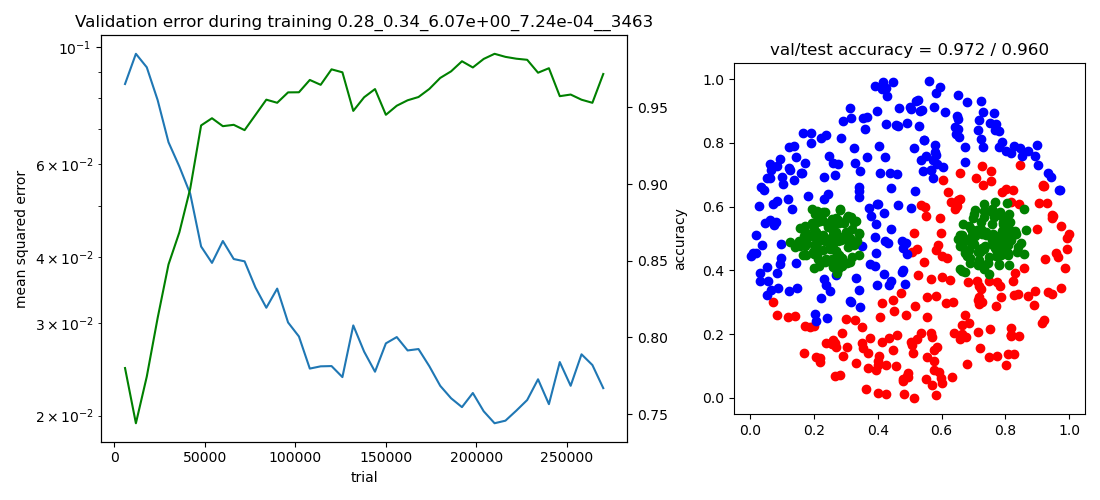 Validation error during training 0.28_0.34_6.07e+00_7.24e-04__3463
val/test accuracy = 0.972 / 0.960
mean squared error
10⁻¹
6 × 10⁻²
4 × 10⁻²
3 × 10⁻²
2 × 10⁻²
0
50000
100000
150000
200000
250000
trial
0.95
0.90
0.85
0.80
0.75
accuracy
1.0
0.8
0.6
0.4
0.2
0.0
0.0
0.2
0.4
0.6
0.8
1.0